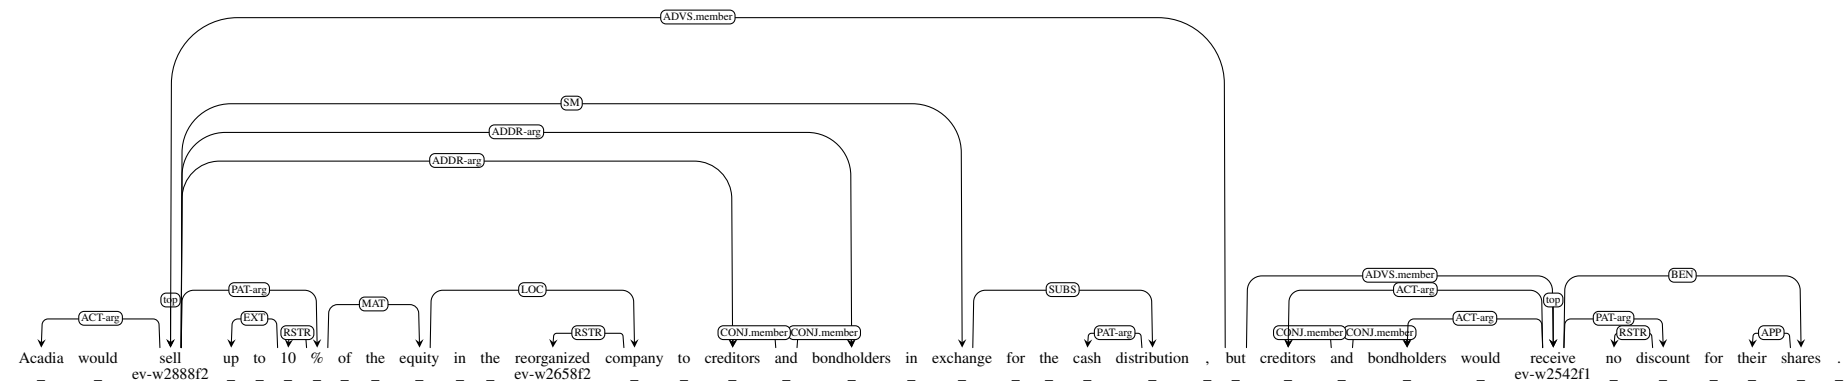 ADVS.member
SM
ADDR-arg
ADDR-arg
ADVS.member BEN
top PAT-arg LOC SUBS ACT-arg top
MAT
ACT-arg EXT ACT-arg PAT-arg
RSTR RSTR CONJ.member CONJ.member PAT-arg CONJ.member CONJ.member RSTR APP
Acadia would sell up to 10 % of the equity in the reorganized company to creditors and bondholders in exchange for the cash distribution , but creditors and bondholders would receive no discount for their shares .
_ _ ev-w2888f2 _ _ _ _ _ _ _ _ _ ev-w2658f2 _ _ _ _ _ _ _ _ _ _ _ _ _ _ _ _ _ ev-w2542f1 _ _ _ _ _ _